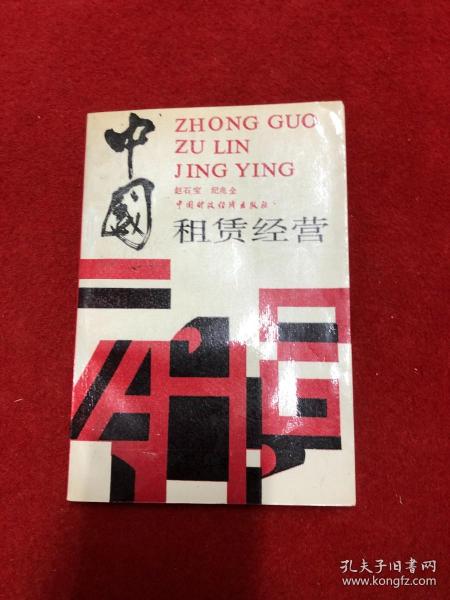 中國
ZHONG GUO
ZU LIN
JING YING
赵石宝 纪兆全
中国财政经济出版社
租赁经营
孔夫子旧书网
www.kongfz.com